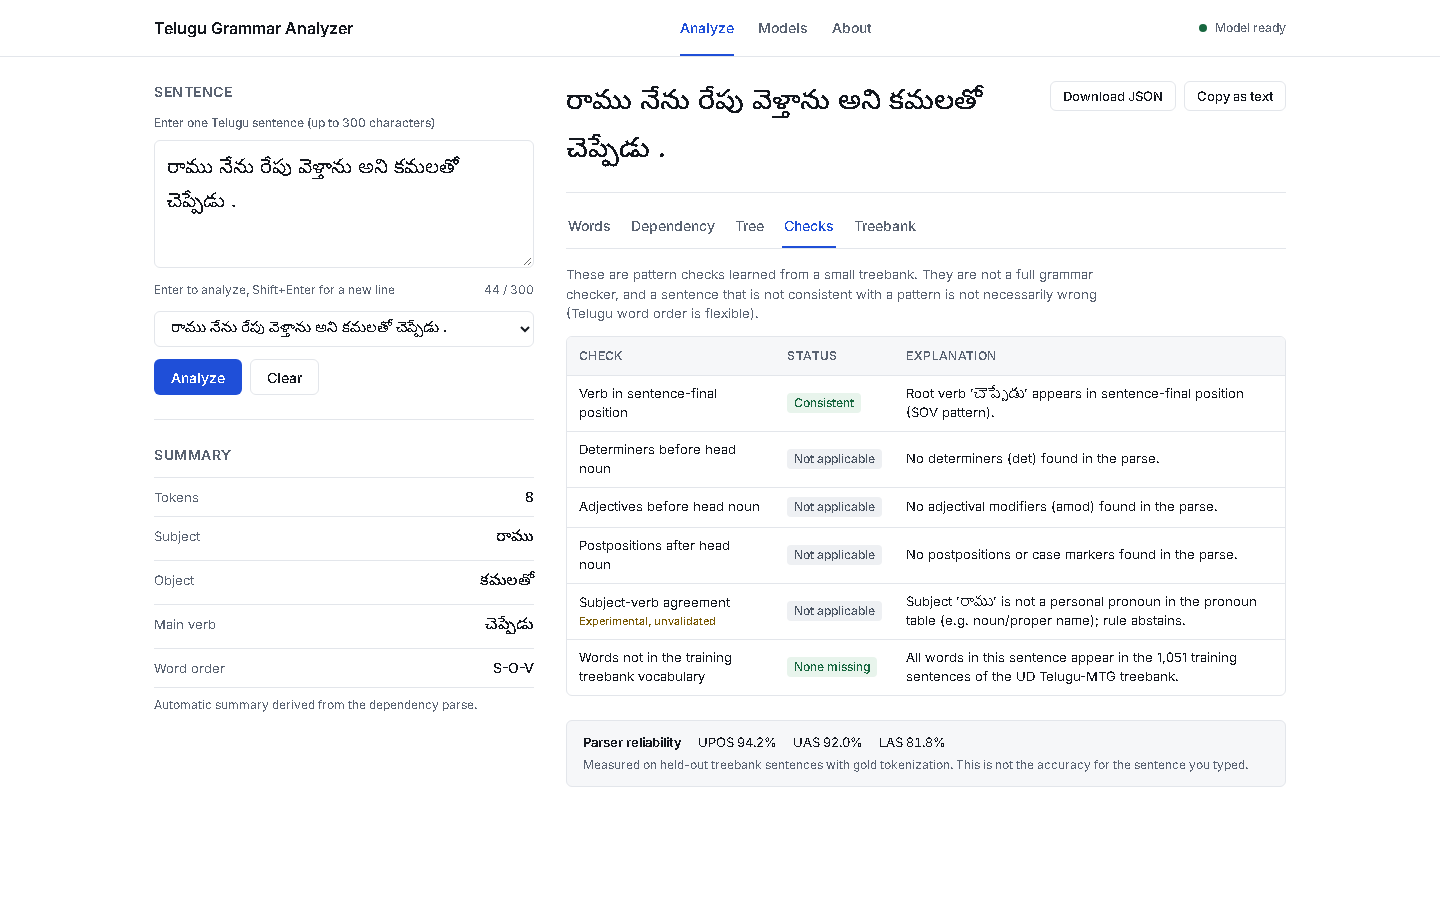 Telugu Grammar Analyzer
Analyze
Models
About
Model ready
SENTENCE
Enter one Telugu sentence (up to 300 characters)
రాము నేను రేపు వెళ్తాను అని కమలతో
చెప్పేడు .
Enter to analyze, Shift+Enter for a new line
44 / 300
రాము నేను రేపు వెళ్తాను అని కమలతో చెప్పేడు .
Analyze
Clear
SUMMARY
Tokens 8
Subject రాము
Object కమలతో
Main verb చెప్పేడు
Word order S-O-V
Automatic summary derived from the dependency parse.
రాము నేను రేపు వెళ్తాను అని కమలతో
చెప్పేడు .
Download JSON
Copy as text
Words
Dependency
Tree
Checks
Treebank
These are pattern checks learned from a small treebank. They are not a full grammar
checker, and a sentence that is not consistent with a pattern is not necessarily wrong
(Telugu word order is flexible).
CHECK STATUS EXPLANATION
Verb in sentence-final
position
Consistent
Root verb 'చెప్పేడు' appears in sentence-final position
(SOV pattern).
Determiners before head
noun
Not applicable
No determiners (det) found in the parse.
Adjectives before head noun
Not applicable
No adjectival modifiers (amod) found in the parse.
Postpositions after head
noun
Not applicable
No postpositions or case markers found in the parse.
Subject-verb agreement
Experimental, unvalidated
Not applicable
Subject 'రాము' is not a personal pronoun in the pronoun
table (e.g. noun/proper name); rule abstains.
Words not in the training
treebank vocabulary
None missing
All words in this sentence appear in the 1,051 training
sentences of the UD Telugu-MTG treebank.
Parser reliability UPOS 94.2% UAS 92.0% LAS 81.8%
Measured on held-out treebank sentences with gold tokenization. This is not the accuracy for the sentence you typed.